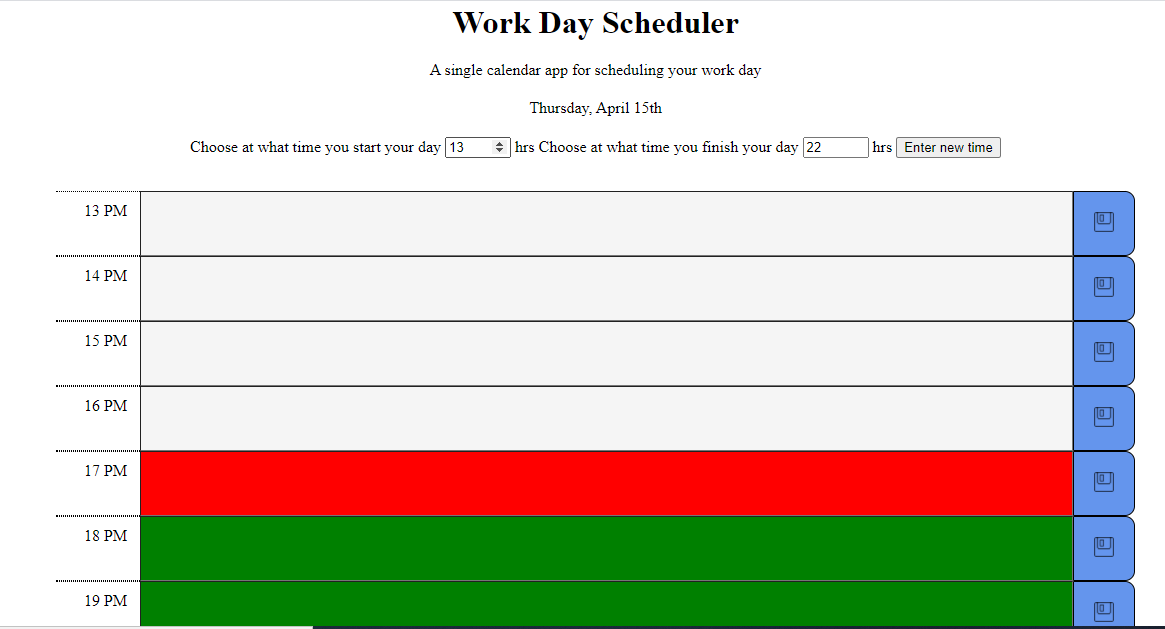 Work Day Scheduler
A single calendar app for scheduling your work day
Thursday, April 15th
Choose at what time you start your day 13 hrs Choose at what time you finish your day 22 hrs Enter new time
13 PM
14 PM
15 PM
16 PM
17 PM
18 PM
19 PM